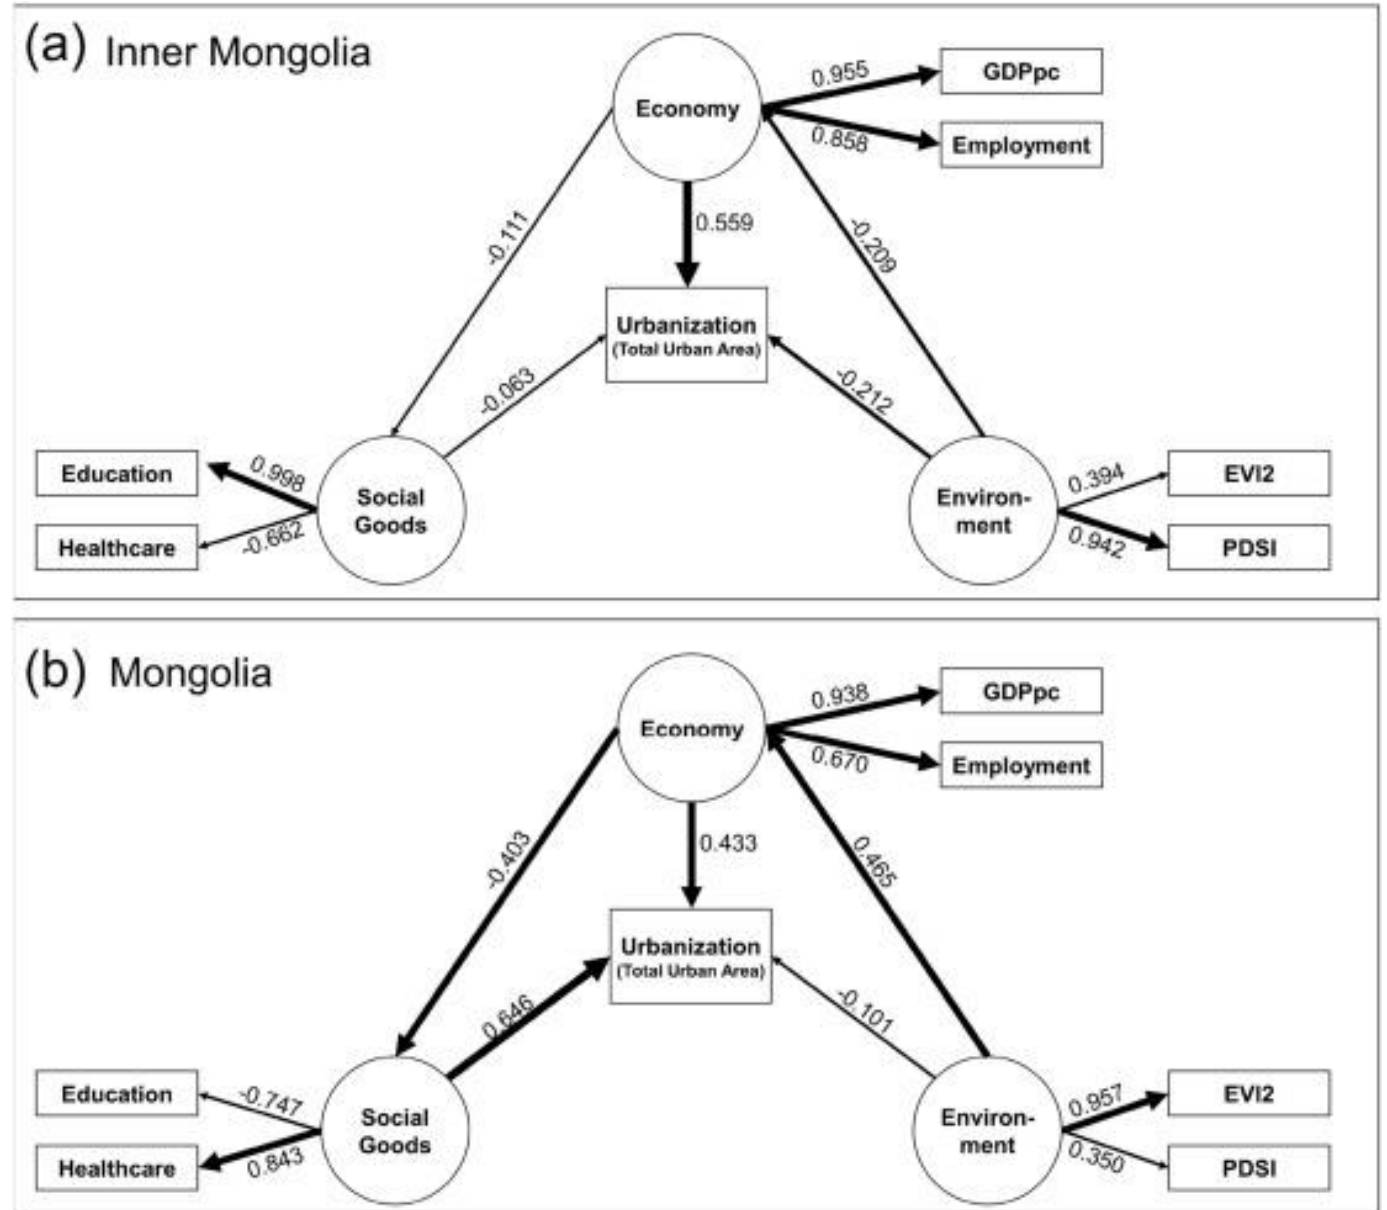 (a) Inner Mongolia
Economy
0.955
GDPpc
0.858
Employment
-0.111
0.559
-0.209
Urbanization
(Total Urban Area)
-0.063
-0.212
Education
0.998
Healthcare
-0.662
Social
Goods
Environ-
ment
0.394
EVI2
0.942
PDSI
(b) Mongolia
Economy
0.938
GDPpc
0.670
Employment
-0.403
0.433
0.465
Urbanization
(Total Urban Area)
0.646
-0.101
Education
-0.747
Healthcare
0.843
Social
Goods
Environ-
ment
0.957
EVI2
0.350
PDSI